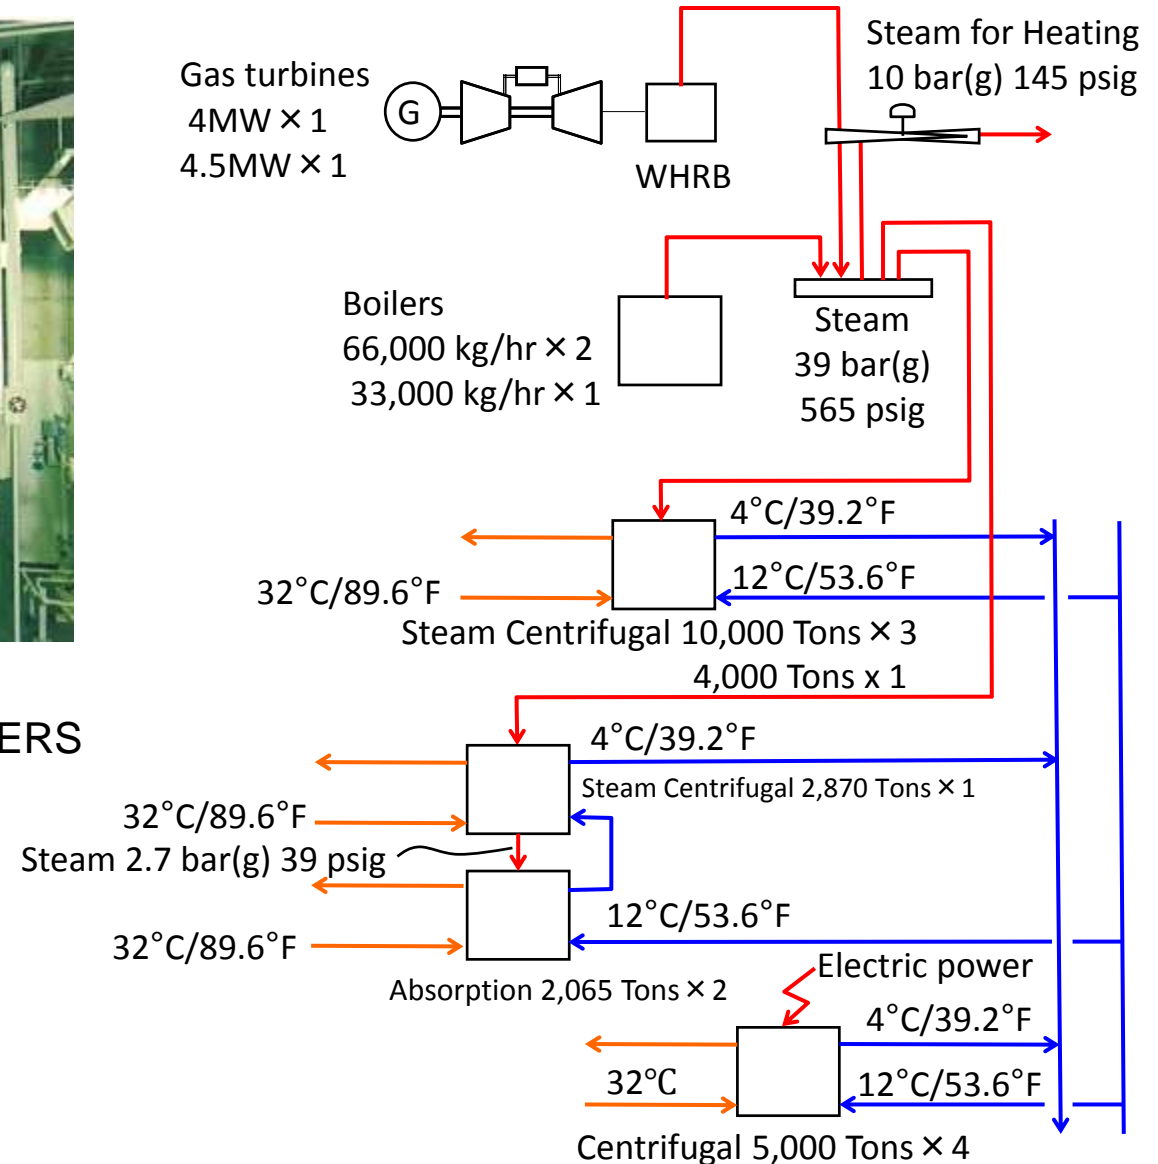 Gas turbines
4MW × 1
4.5MW × 1
G
WHRB
Steam for Heating
10 bar(g) 145 psig
Boilers
66,000 kg/hr × 2
33,000 kg/hr × 1
Steam
39 bar(g)
565 psig
4°C/39.2°F
12°C/53.6°F
32°C/89.6°F
Steam Centrifugal 10,000 Tons × 3
4,000 Tons x 1
ERS
4°C/39.2°F
Steam Centrifugal 2,870 Tons × 1
32°C/89.6°F
Steam 2.7 bar(g) 39 psig
12°C/53.6°F
32°C/89.6°F
Absorption 2,065 Tons × 2
Electric power
4°C/39.2°F
32℃
12°C/53.6°F
Centrifugal 5,000 Tons × 4